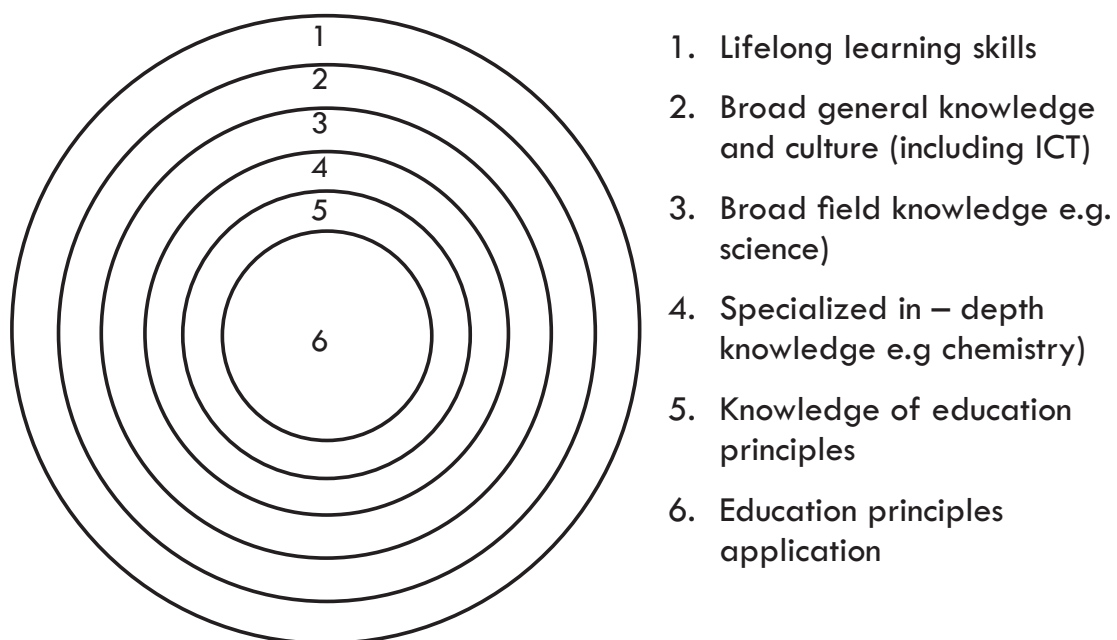 1
2
3
4
5
6
1. Lifelong learning skills
2. Broad general knowledge
and culture (including ICT)
3. Broad field knowledge e.g.
science)
4. Specialized in – depth
knowledge e.g chemistry)
5. Knowledge of education
principles
6. Education principles
application